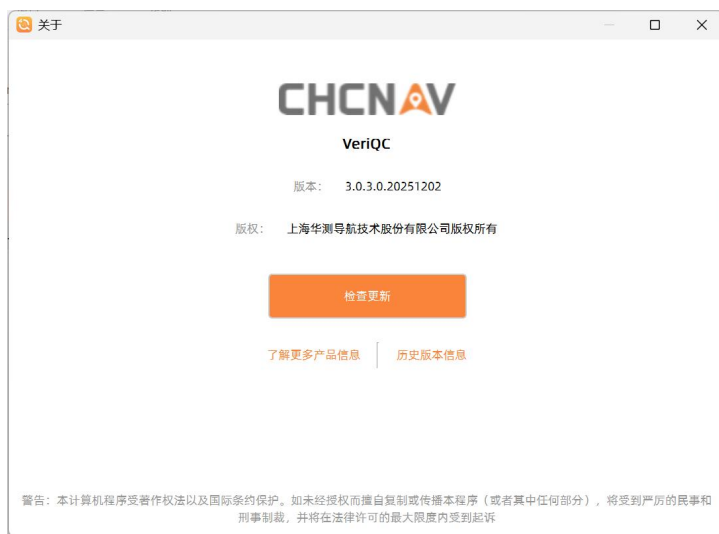 关于
CHCNAV
VeriQC
版本： 3.0.3.0.20251202
版权： 上海华测导航技术股份有限公司版权所有
检查更新
了解更多产品信息 历史版本信息
警告：本计算机程序受著作权法以及国际条约保护。如未经授权而擅自复制或传播本程序（或者其中任何部分），将受到严厉的民事和
刑事制裁，并将在法律许可的最大限度内受到起诉